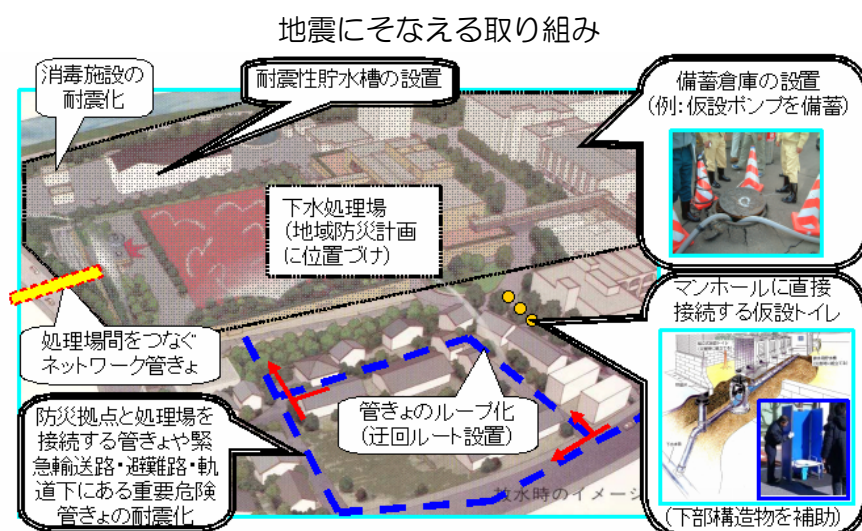 地震にそなえる取り組み
消毒施設の
耐震化
耐震性貯水槽の設置
備蓄倉庫の設置
(例:仮設ポンプを備蓄)
下水処理場
(地域防災計画
に位置づけ)
処理場間をつなぐ
ネットワーク管きょ
マンホールに直接
接続する仮設トイレ
管きょのループ化
(迂回ルート設置)
防災拠点と処理場を
接続する管きょや緊
急輸送路・避難路・軌
道下にある重要危険
管きょの耐震化
放水時のイメージ
(下部構造物を補助)